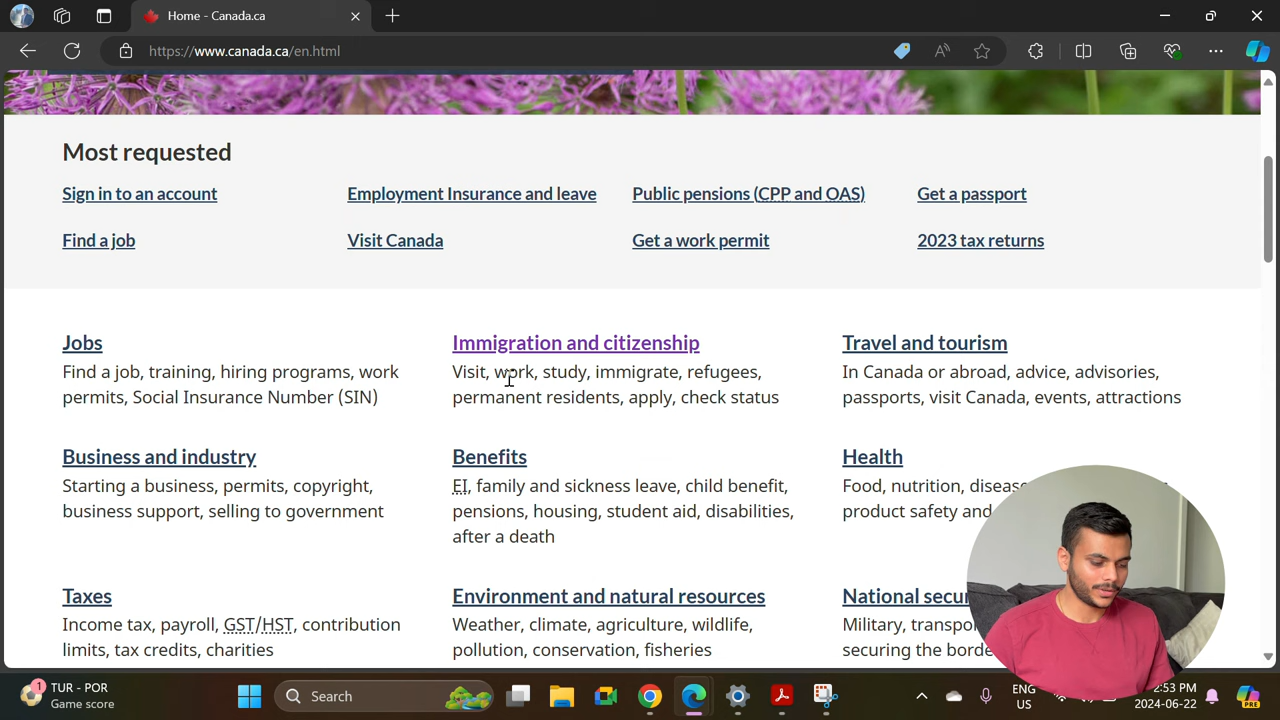 Home - Canada.ca
https://www.canada.ca/en.html
Most requested
Sign in to an account
Employment Insurance and leave
Public pensions (CPP and OAS)
Get a passport
Find a job
Visit Canada
Get a work permit
2023 tax returns
Jobs
Find a job, training, hiring programs, work
permits, Social Insurance Number (SIN)
Immigration and citizenship
Visit, work, study, immigrate, refugees,
permanent residents, apply, check status
Travel and tourism
In Canada or abroad, advice, advisories,
passports, visit Canada, events, attractions
Business and industry
Starting a business, permits, copyright,
business support, selling to government
Benefits
EI, family and sickness leave, child benefit,
pensions, housing, student aid, disabilities,
after a death
Health
Food, nutrition,
product safety and
Taxes
Income tax, payroll, GST/HST, contribution
limits, tax credits, charities
Environment and natural resources
Weather, climate, agriculture, wildlife,
pollution, conservation, fisheries
National
Military,
securing the
1
TUR - POR
Game score
Search
ENG
US
2:53 PM
2024-06-22
PRE